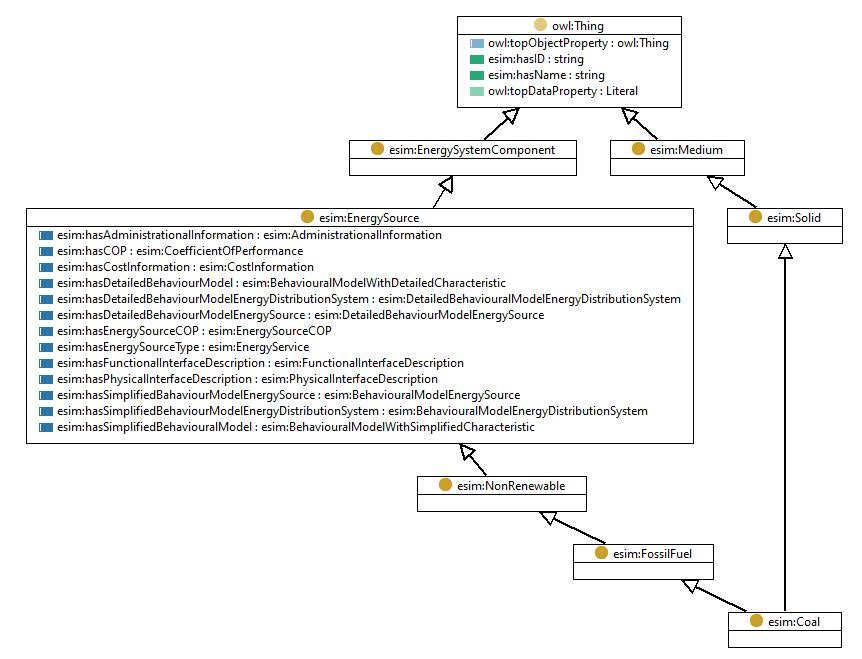 owl:Thing
owl:topObjectProperty : owl:Thing
esim:hasID : string
esim:hasName : string
owl:topDataProperty : Literal
esim:EnergySystemComponent
esim:Medium
esim:EnergySource
esim:Solid
esim:hasAdministrationalInformation : esim:AdministrationalInformation
esim:hasCOP : esim:CoefficientOfPerformance
esim:hasCostInformation : esim:CostInformation
esim:hasDetailedBehaviourModel : esim:BehaviouralModelWithDetailedCharacteristic
esim:hasDetailedBehaviourModelEnergyDistributionSystem : esim:DetailedBehaviouralModelEnergyDistributionSystem
esim:hasDetailedBehaviourModelEnergySource : esim:DetailedBehaviourModelEnergySource
esim:hasEnergySourceCOP : esim:EnergySourceCOP
esim:hasEnergySourceType : esim:EnergyService
esim:hasFunctionalInterfaceDescription : esim:FunctionalInterfaceDescription
esim:hasPhysicalInterfaceDescription : esim:PhysicalInterfaceDescription
esim:hasSimplifiedBahaviourModelEnergySource : esim:BehaviouralModelEnergySource
esim:hasSimplifiedBehaviourModelEnergyDistributionSystem : esim:BehaviouralModelEnergyDistributionSystem
esim:hasSimplifiedBehaviouralModel : esim:BehaviouralModelWithSimplifiedCharacteristic
esim:NonRenewable
esim:FossilFuel
esim:Coal